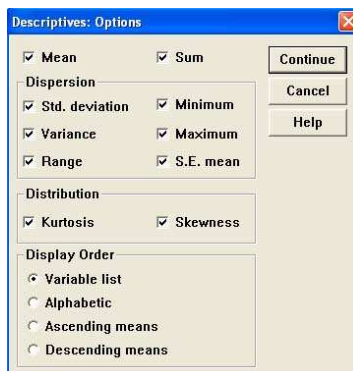 Descriptives: Options
Mean Sum Continue
Dispersion Cancel
Std. deviation Minimum
Help
Variance Maximum
Range S.E. mean
Distribution
Kurtosis Skewness
Display Order
Variable list
Alphabetic
Ascending means
Descending means